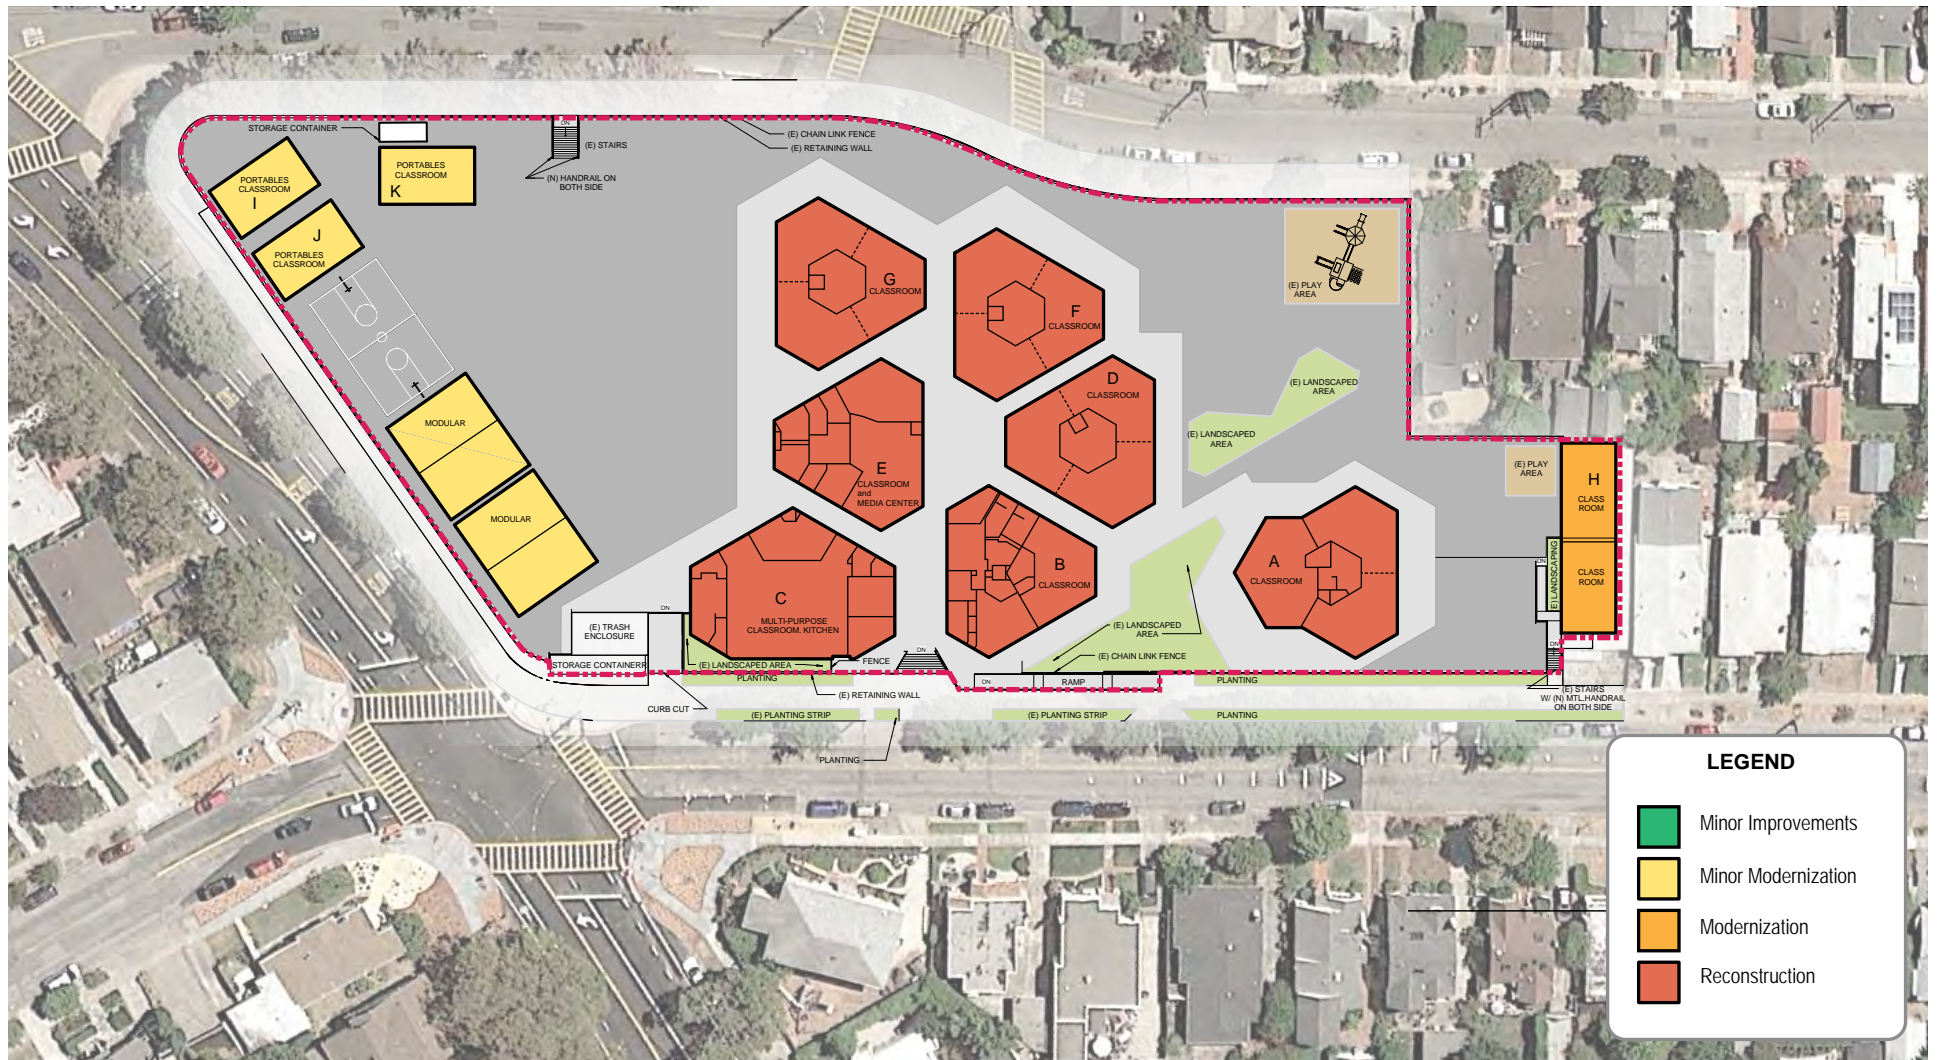 STORAGE CONTAINER
DN
(E) STAIRS
(E) CHAIN LINK FENCE
(E) RETAINING WALL
(N) HANDRAIL ON
BOTH SIDE
PORTABLES
CLASSROOM
I
PORTABLES
CLASSROOM
K
J
PORTABLES
CLASSROOM
G
CLASSROOM
F
CLASSROOM
(E) PLAY
AREA
D
CLASSROOM
(E) LANDSCAPED
AREA
(E) LANDSCAPED
AREA
MODULAR
MODULAR
E
CLASSROOM
and
MEDIA CENTER
(E) PLAY
AREA
H
CLASS
ROOM
CLASS
ROOM
B
CLASSROOM
A
CLASSROOM
DN
(E) LANDSCAPING
DN
C
MULTI-PURPOSE
CLASSROOM. KITCHEN
DN
(E) TRASH
ENCLOSURE
STORAGE CONTAINERR
(E) LANDSCAPED AREA
FENCE
DN
(E) LANDSCAPED
AREA
(E) CHAIN LINK FENCE
PLANTING
(E) RETAINING WALL
DN
RAMP
PLANTING
(E) STAIRS
W/ (N) MTL.HANDRAIL
ON BOTH SIDE
CURB CUT
(E) PLANTING STRIP
(E) PLANTING STRIP
PLANTING
PLANTING
LEGEND
Minor Improvements
Minor Modernization
Modernization
Reconstruction